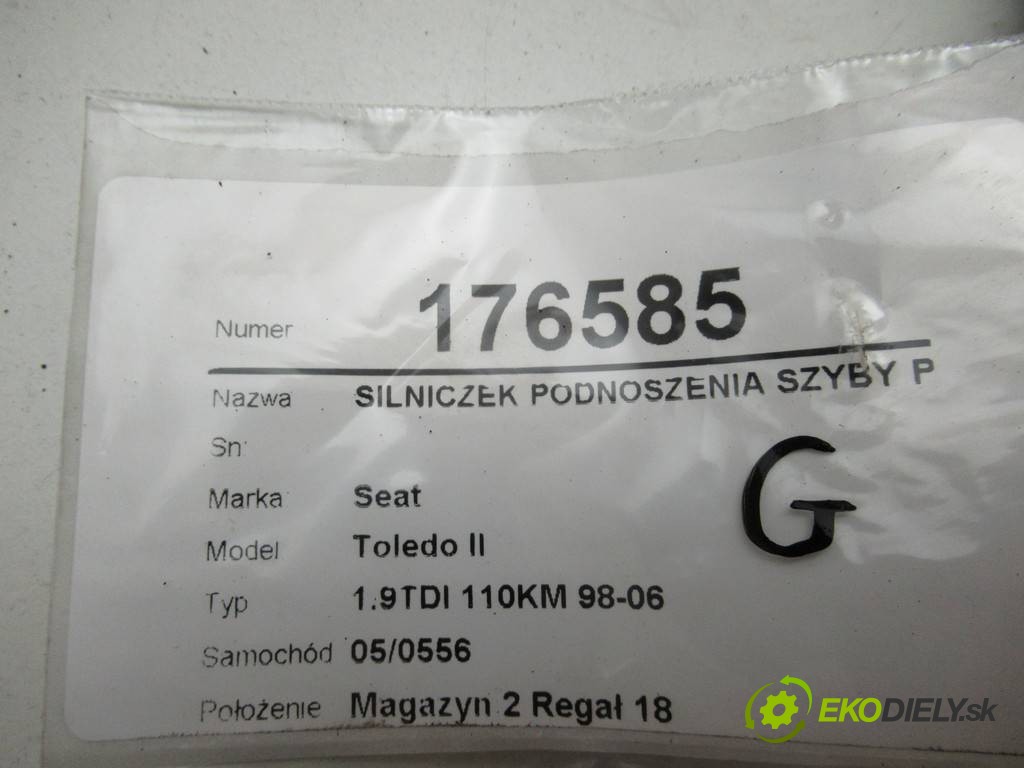 Numer 176585
Nazwa SILNICZEK PODNOSZENIA SZYBY P
Sn
Marka Seat
G
Model Toledo II
Typ 1.9TDI 110KM 98-06
Samochód 05/0556
Położenie Magazyn 2 Regał 18
EKODIELY.sk